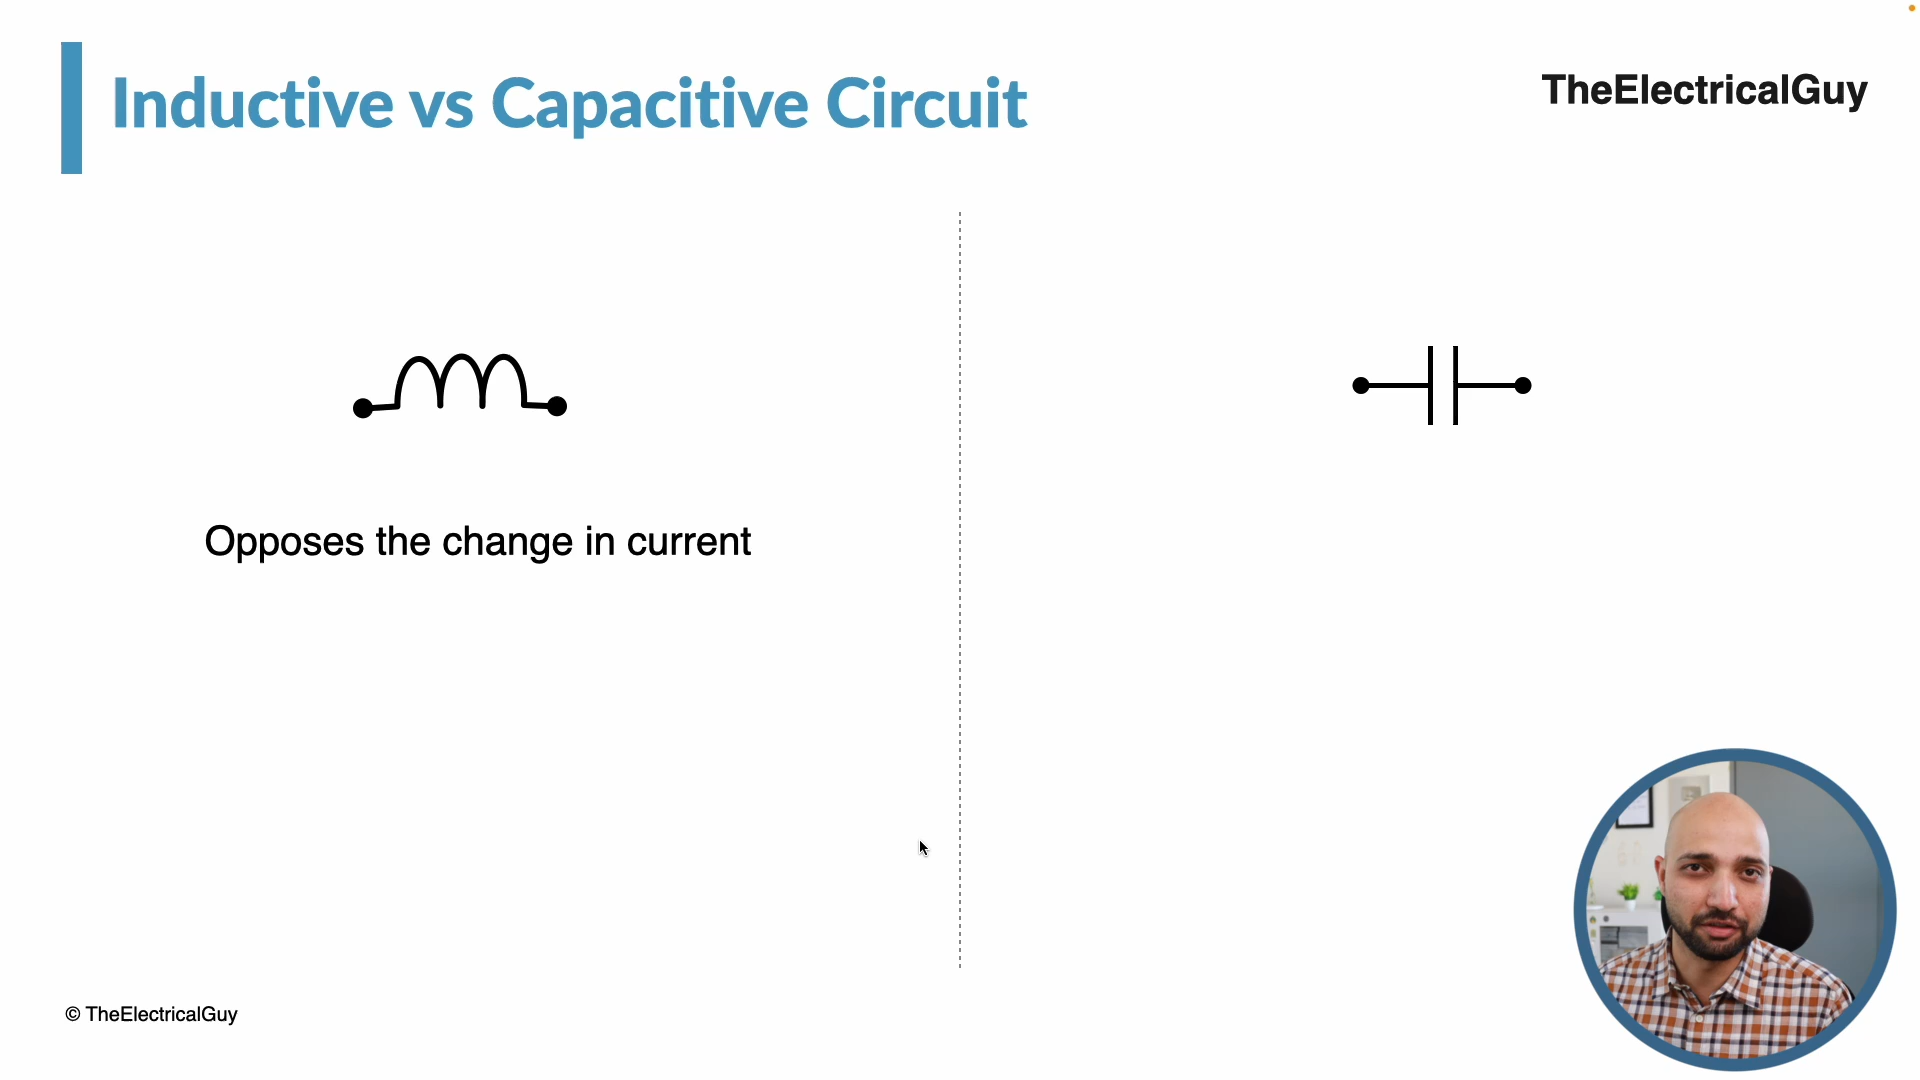 Inductive vs Capacitive Circuit
TheElectricalGuy
Opposes the change in current
© TheElectricalGuy